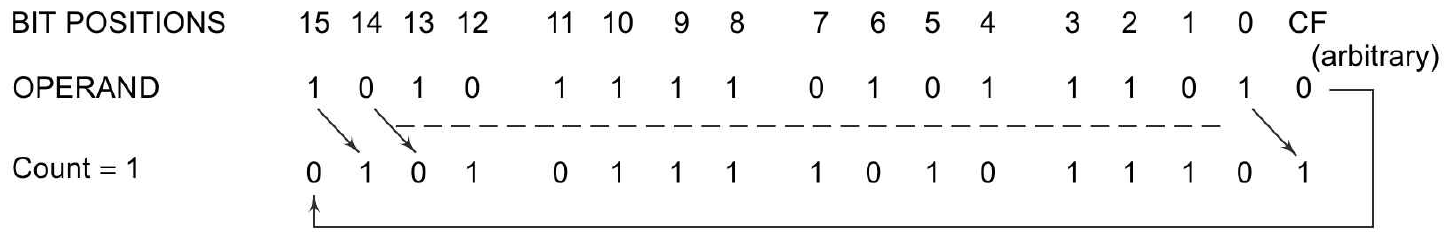 BIT POSITIONS 15 14 13 12 11 10 9 8 7 6 5 4 3 2 1 0 CF
(arbitrary)
OPERAND 1 0 1 0 1 1 1 1 0 1 0 1 1 1 0 1 0
Count = 1 0 1 0 1 0 1 1 1 1 0 1 0 1 1 1 0 1